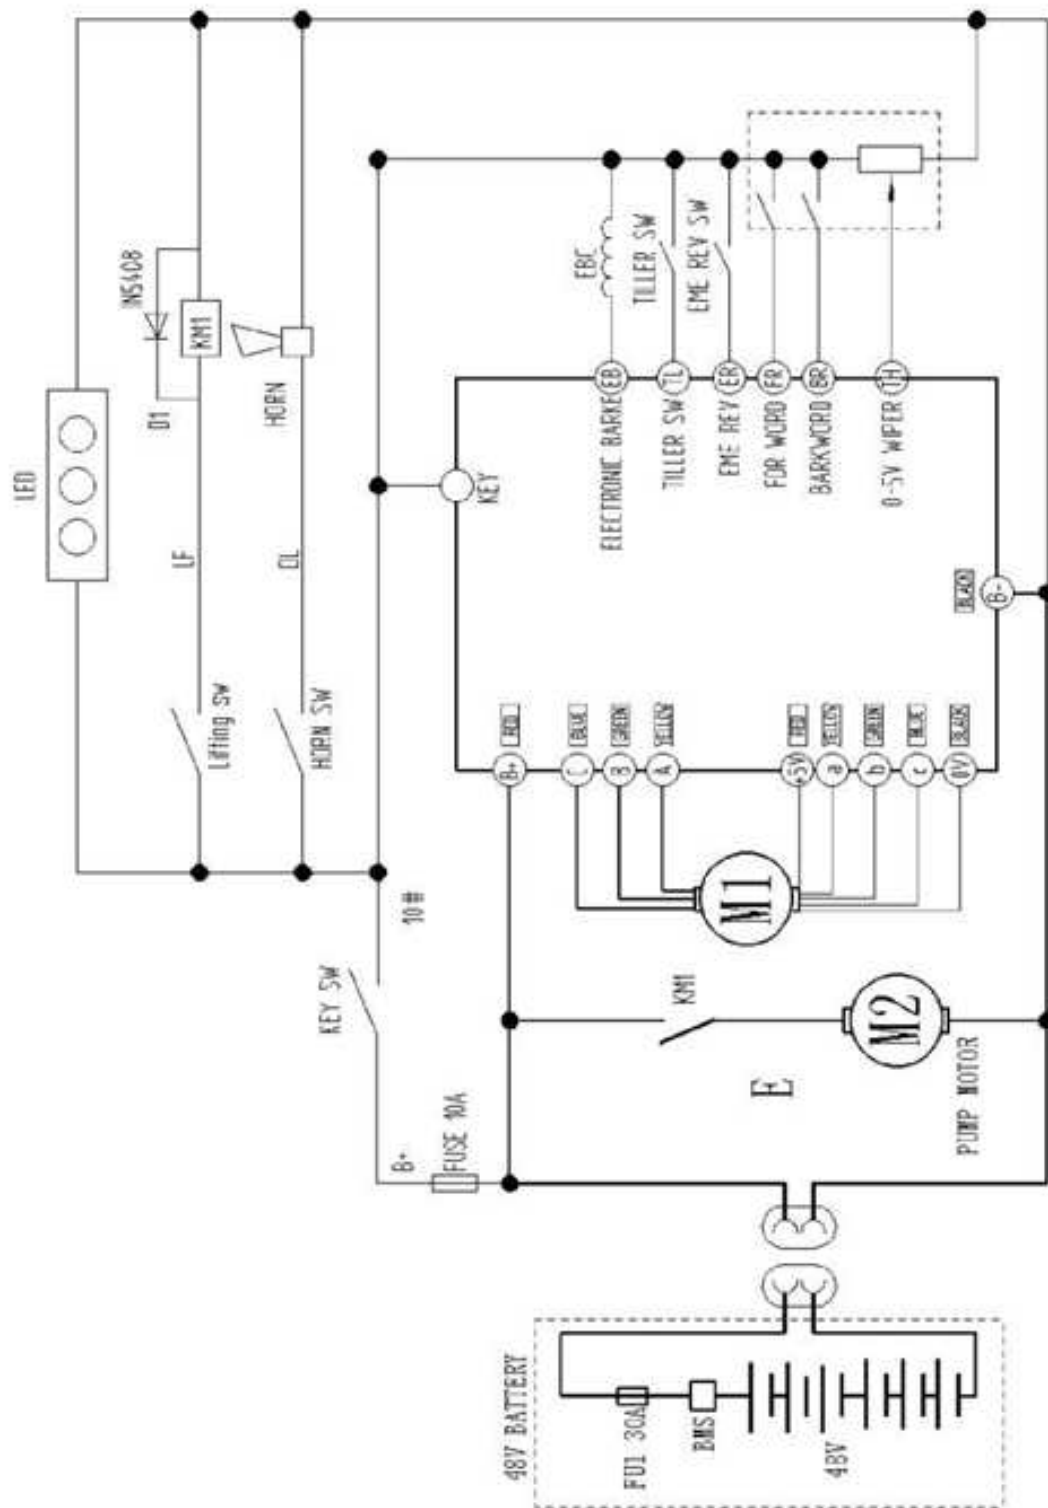 LED
IN5408
D1
KM1
LF
Lifting SW
HORN
DL
HORN SW
KEY SW
10#
B+
FUSE 10A
KEY
EBC
TILLER SW
EME REV SW
EB
TL
ER
FR
BR
TH
ELECTRONIC BARKE
TILLER SW
EME REV
FOR WORD
BARKWORD
0-5V WIPER
B-
BLACK
B+
RED
C
BLUE
B
GREEN
A
YELLOW
+5V
RED
a
YELLOW
b
GREEN
c
BLUE
0V
BLACK
M1
KM1
M2
E
PUMP MOTOR
48V BATTERY
FU1 30A
BMS
48V